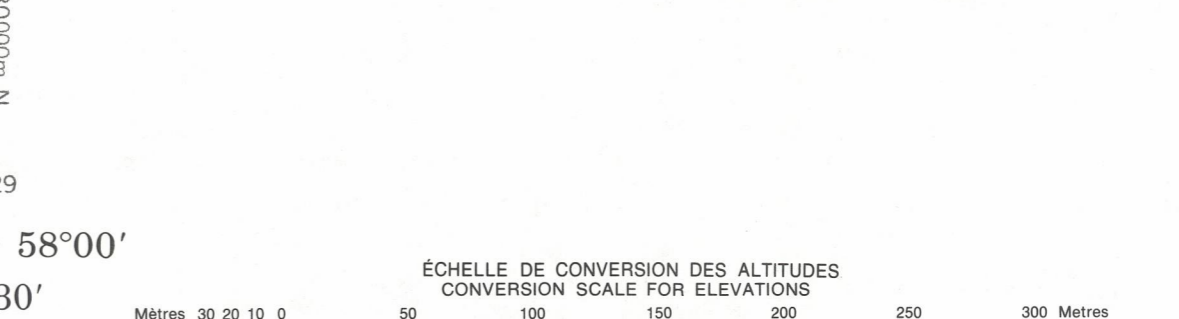 58°00′
ÉCHELLE DE CONVERSION DES ALTITUDES
CONVERSION SCALE FOR ELEVATIONS
30′
Mètres 30 20 10 0 50 100 150 200 250 300 Metres